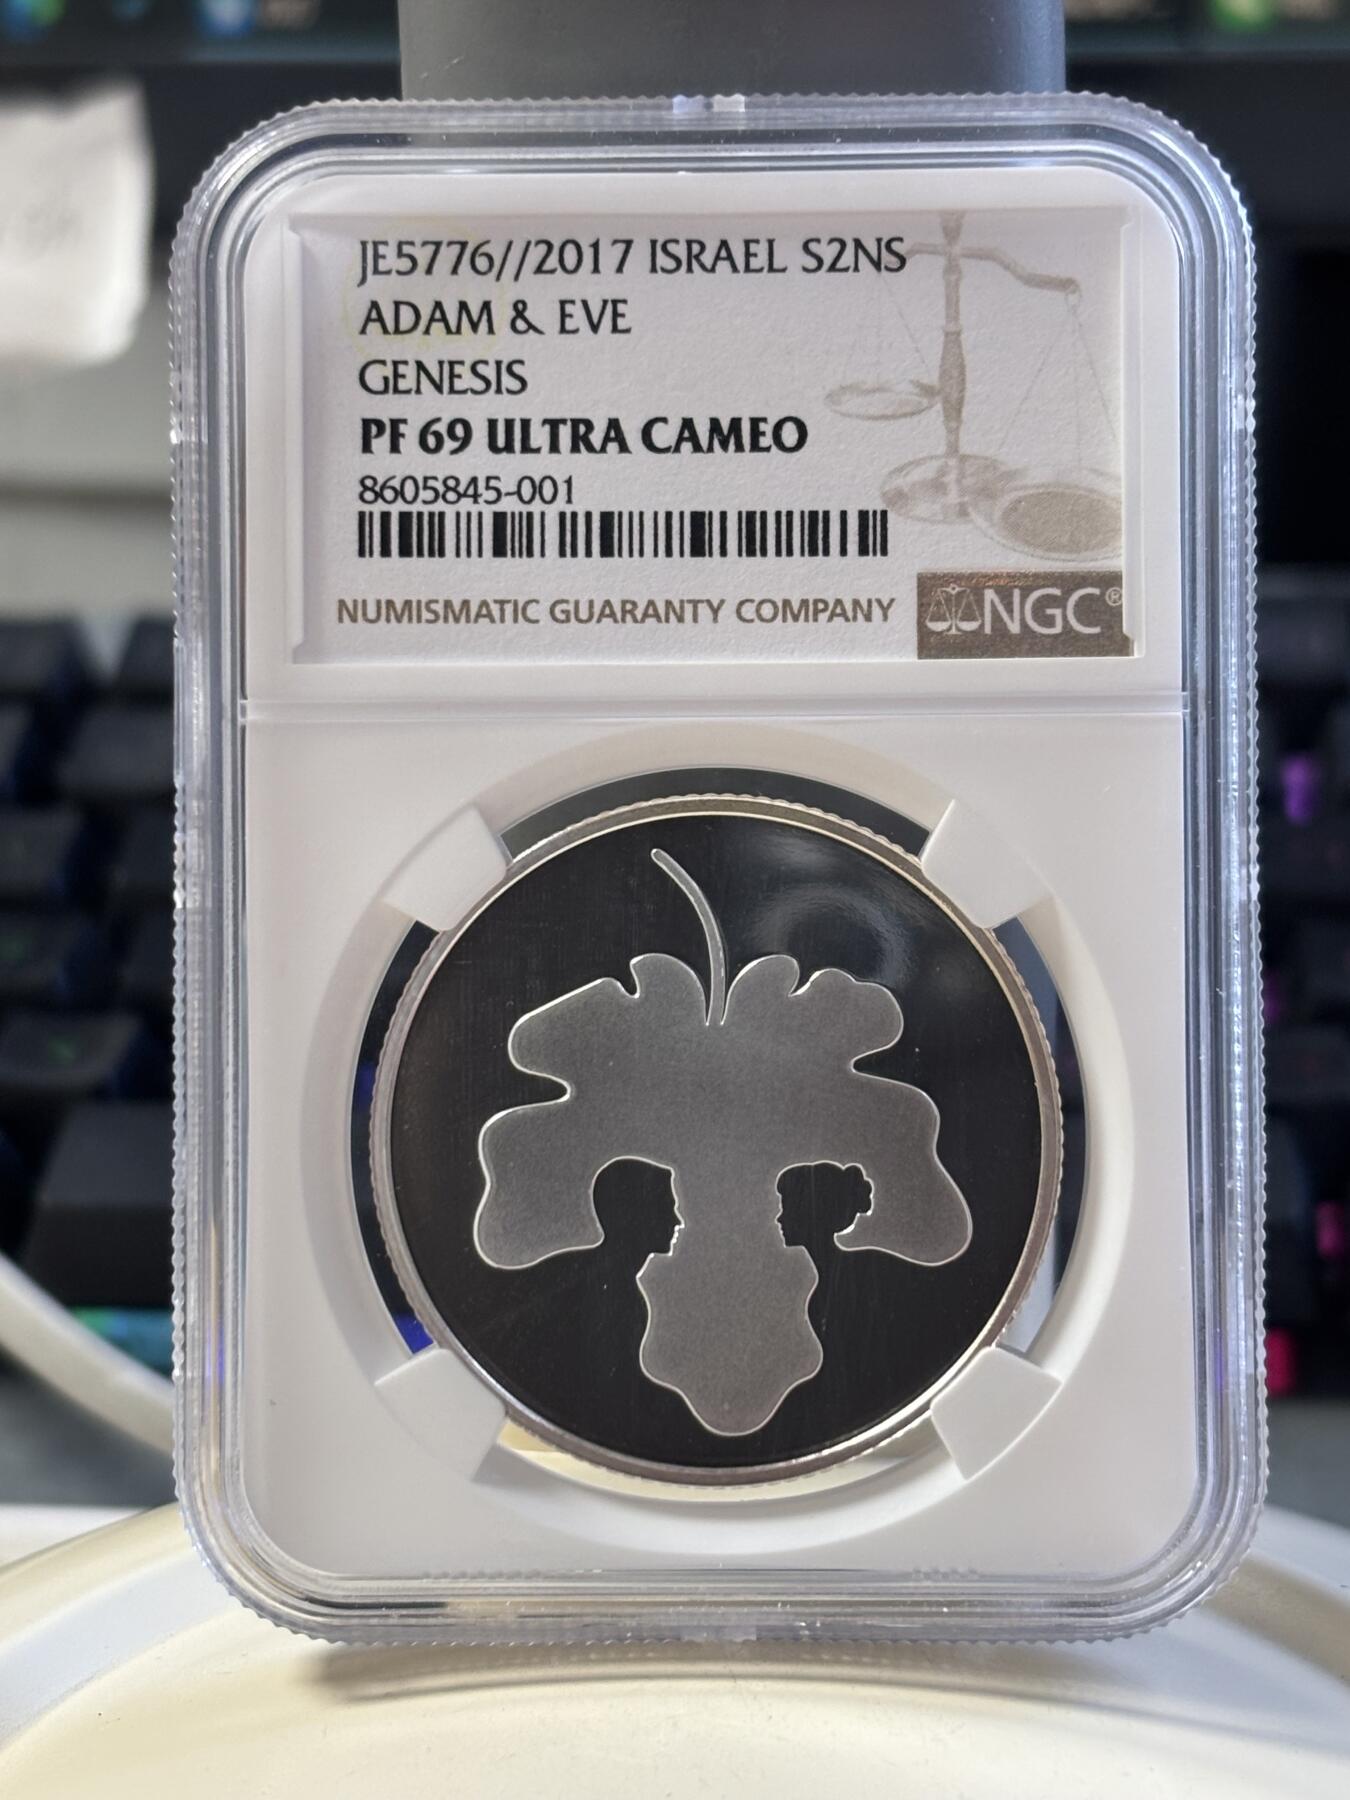 JE5776//2017 ISRAEL S2NS
ADAM & EVE
GENESIS
PF 69 ULTRA CAMEO
8605845-001
NUMISMATIC GUARANTY COMPANY
NGC®